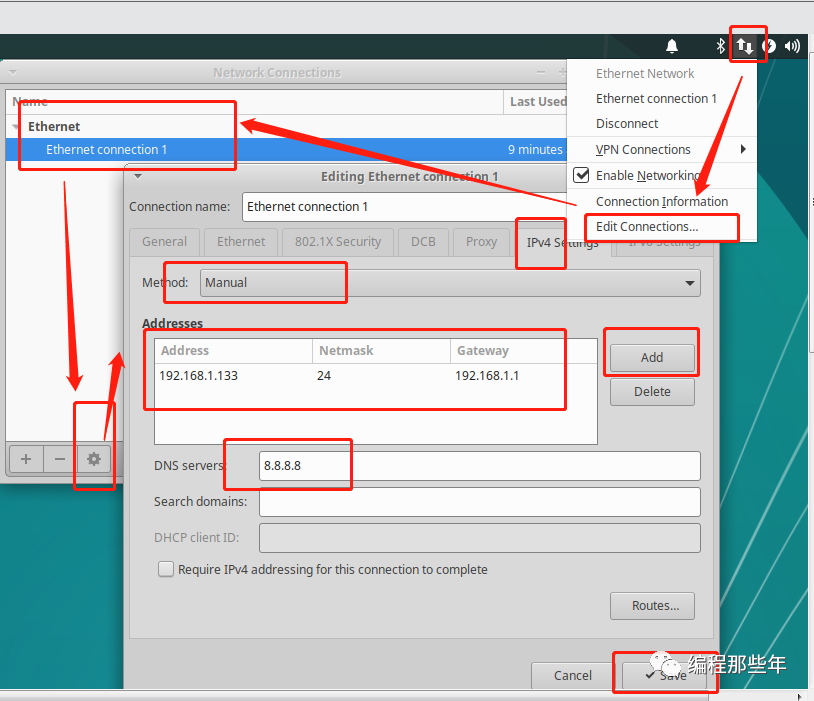 Network Connections
Ethernet Network
Name
Last Used
Ethernet connection 1
Ethernet
Disconnect
Ethernet connection 1
9 minutes
VPN Connections
Editing Ethernet connection 1
Enable Networking
Connection name:
Ethernet connection 1
Connection Information
Edit Connections...
General
Ethernet
802.1X Security
DCB
Proxy
IPv4 Settings
IPv6 Settings
Method:
Manual
Addresses
Address
Netmask
Gateway
Add
192.168.1.133
24
192.168.1.1
Delete
DNS servers:
8.8.8.8
Search domains:
DHCP client ID:
Require IPv4 addressing for this connection to complete
Routes...
Cancel
Save
编程那些年